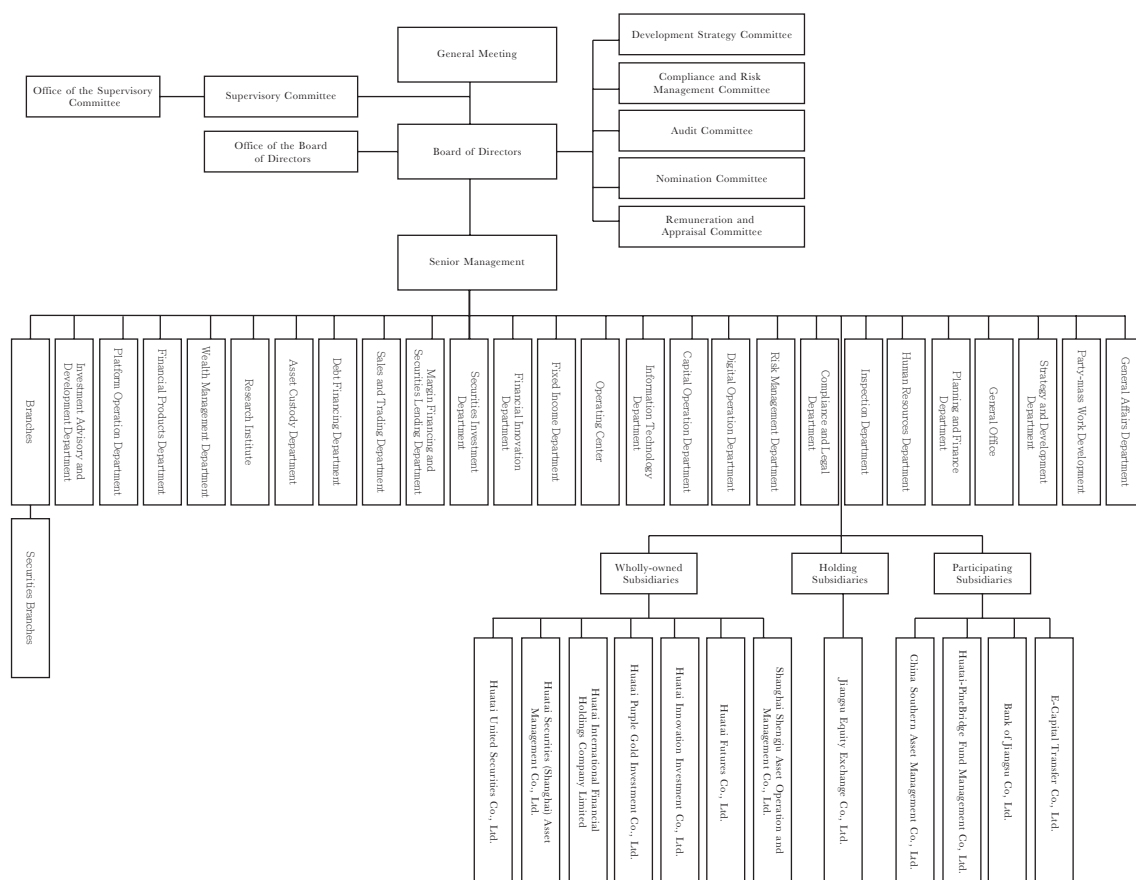 General Meeting
Development Strategy Committee
Office of the Supervisory
Committee
Supervisory Committee
Compliance and Risk
Management Committee
Office of the Board
of Directors
Board of Directors
Audit Committee
Nomination Committee
Remuneration and
Appraisal Committee
Senior Management
Branches
Investment Advisory and
Development Department
Platform Operation Department
Financial Products Department
Wealth Management Department
Research Institute
Asset Custody Department
Debt Financing Department
Sales and Trading Department
Margin Financing and
Securities Lending Department
Securities Investment
Department
Financial Innovation
Department
Fixed Income Department
Operating Center
Information Technology
Department
Capital Operation Department
Digital Operation Department
Risk Management Department
Compliance and Legal
Department
Inspection Department
Human Resources Department
Planning and Finance
Department
General Office
Strategy and Development
Department
Party-mass Work Development
General Affairs Department
Securities Branches
Wholly-owned
Subsidiaries
Holding
Subsidiaries
Participating
Subsidiaries
Huatai United Securities Co., Ltd.
Huatai Securities (Shanghai) Asset
Management Co., Ltd.
Huatai International Financial
Holdings Company Limited
Huatai Purple Gold Investment Co., Ltd.
Huatai Innovation Investment Co., Ltd.
Huatai Futures Co., Ltd.
Shanghai Shengju Asset Operation and
Management Co., Ltd.
Jiangsu Equity Exchange Co., Ltd.
China Southern Asset Management Co., Ltd.
Huatai-PineBridge Fund Management Co, Ltd.
Bank of Jiangsu Co, Ltd.
E-Capital Transfer Co., Ltd.